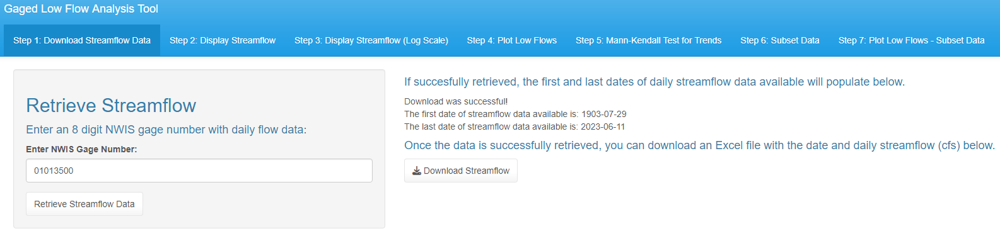 Gaged Low Flow Analysis Tool
Step 1: Download Streamflow Data Step 2: Display Streamflow Step 3: Display Streamflow (Log Scale) Step 4: Plot Low Flows Step 5: Mann-Kendall Test for Trends Step 6: Subset Data Step 7: Plot Low Flows - Subset Data
Retrieve Streamflow
Enter an 8 digit NWIS gage number with daily flow data:
Enter NWIS Gage Number:
01013500
Retrieve Streamflow Data
If succesfully retrieved, the first and last dates of daily streamflow data available will populate below.
Download was successful!
The first date of streamflow data available is: 1903-07-29
The last date of streamflow data available is: 2023-06-11
Once the data is successfully retrieved, you can download an Excel file with the date and daily streamflow (cfs) below.
Download Streamflow